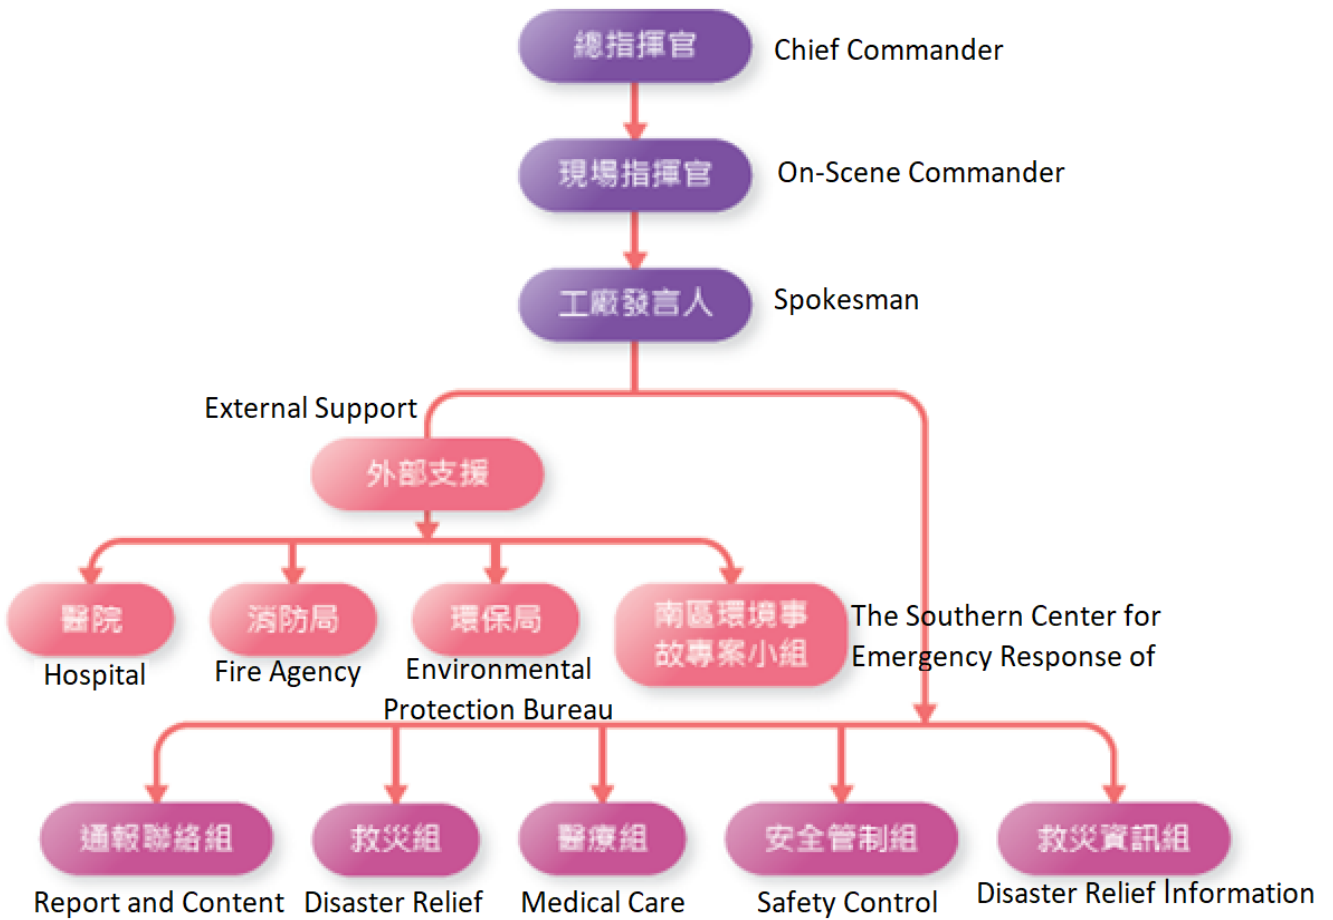 總指揮官
Chief Commander
現場指揮官
On-Scene Commander
工廠發言人
Spokesman
External Support
外部支援
醫院
Hospital
消防局
Fire Agency
環保局
Environmental
Protection Bureau
南區環境事
故專案小組
The Southern Center for
Emergency Response of
通報聯絡組
Report and Content
救災組
Disaster Relief
醫療組
Medical Care
安全管制組
Safety Control
救災資訊組
Disaster Relief Information